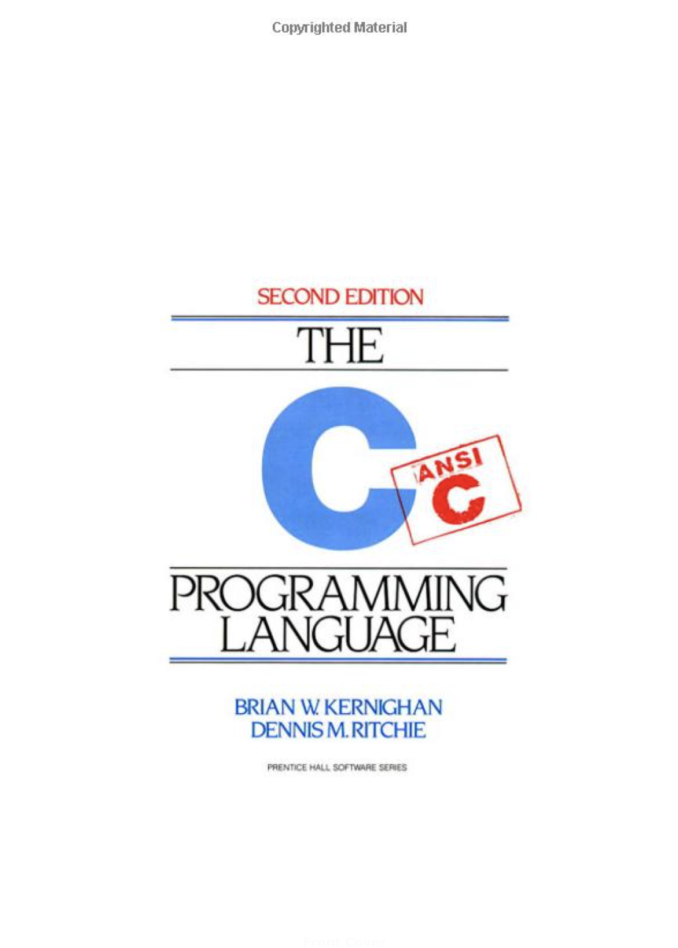 Copyrighted Material
SECOND EDITION
THE
C
ANSI
C
PROGRAMMING
LANGUAGE
BRIAN W. KERNIGHAN
DENNIS M. RITCHIE
PRENTICE HALL SOFTWARE SERIES